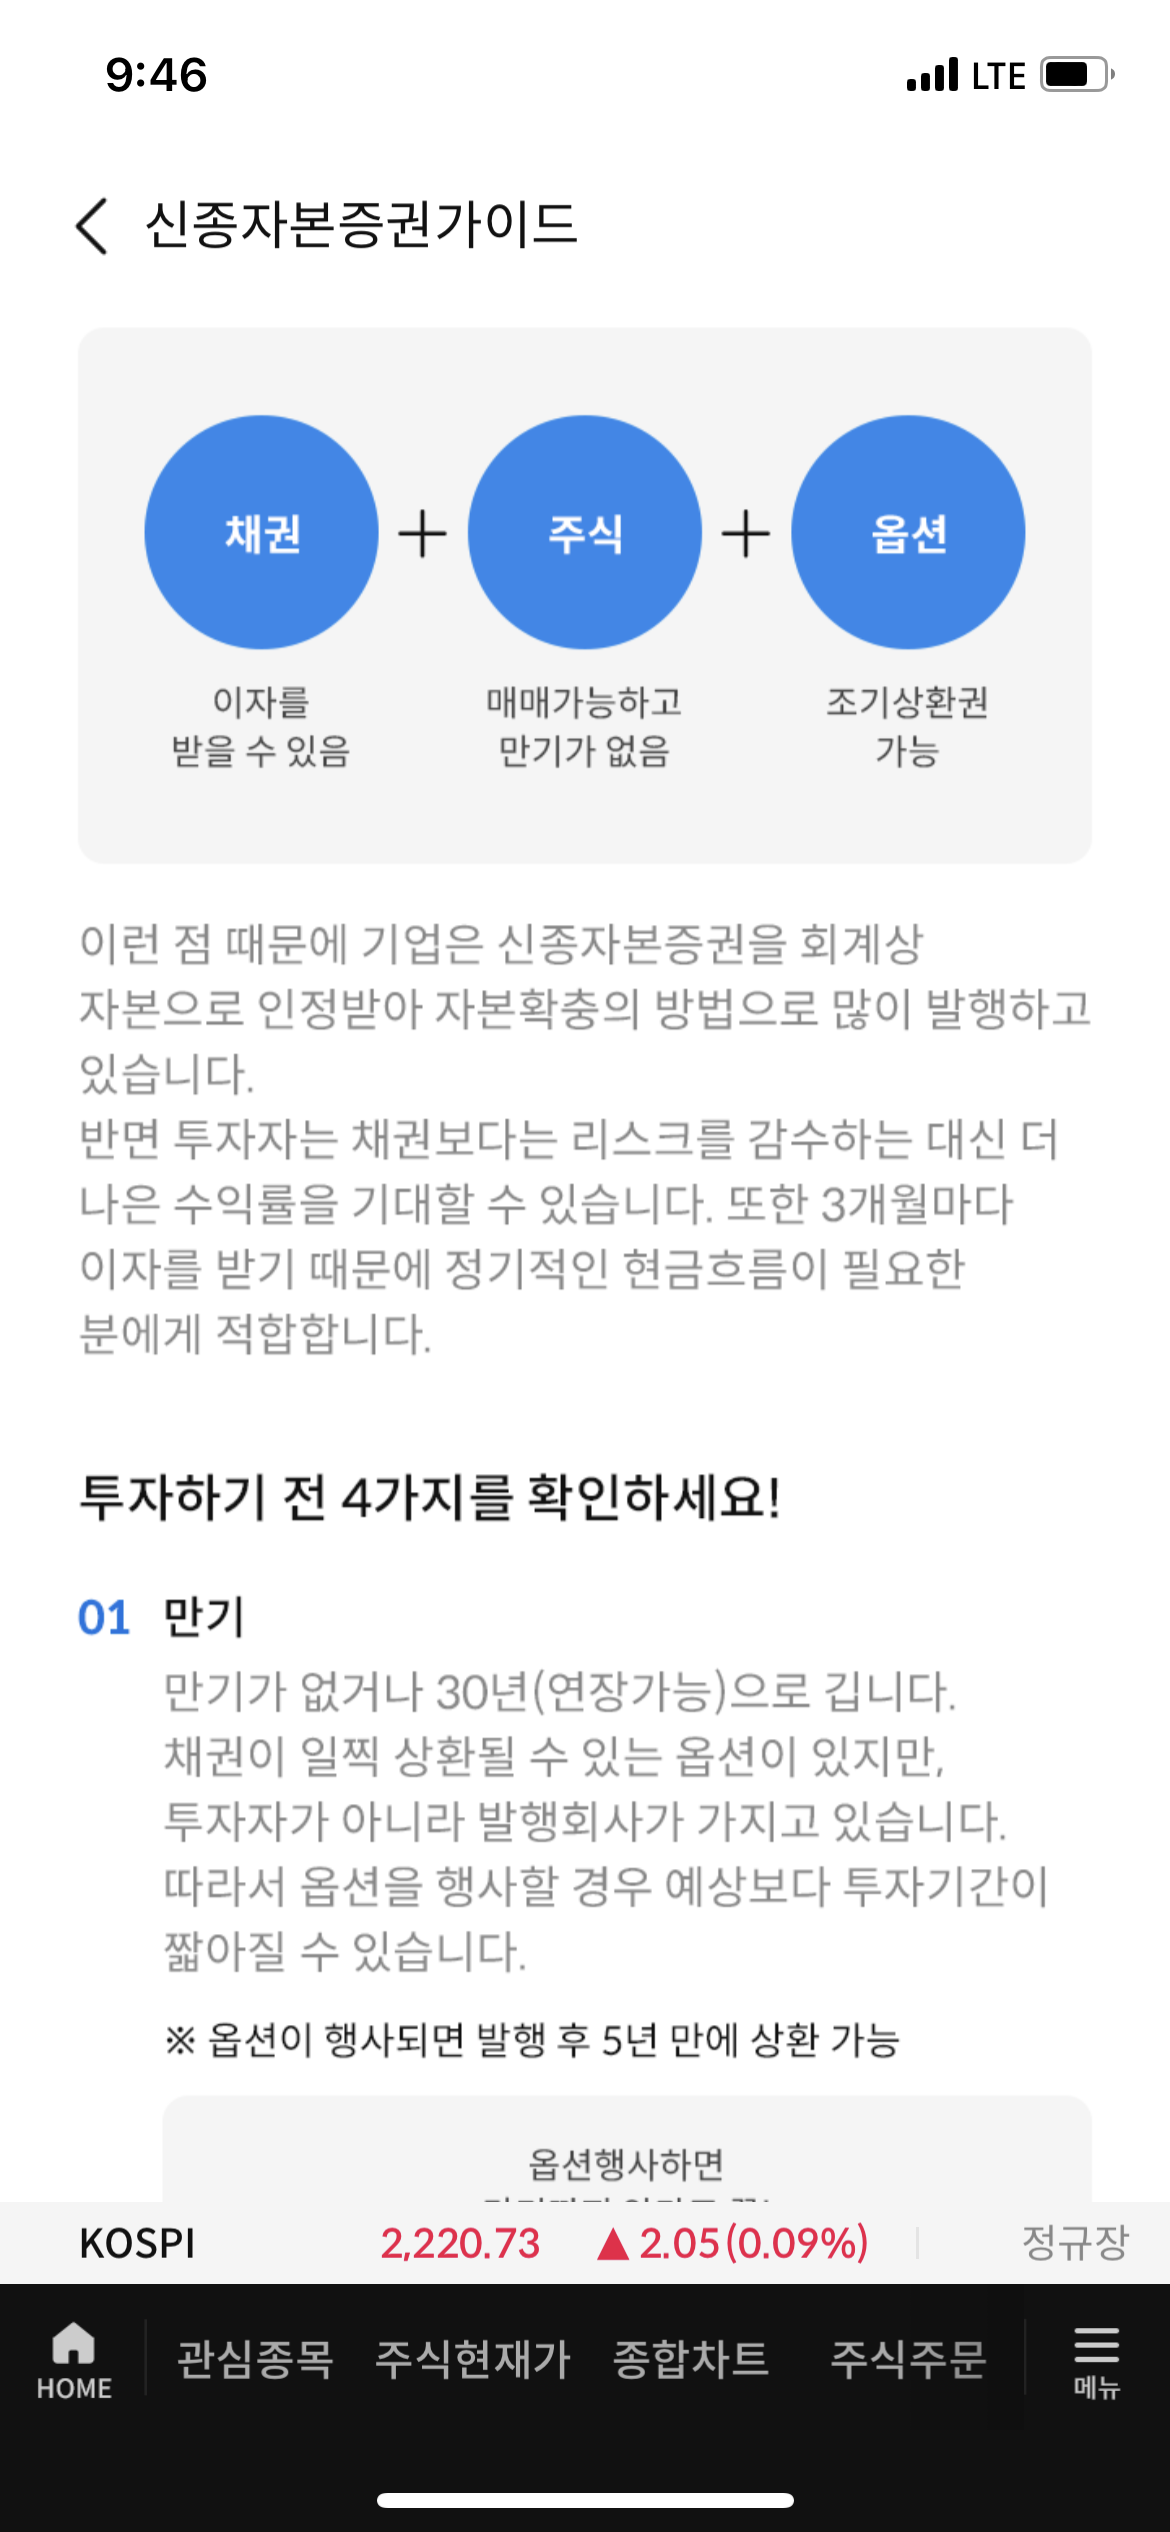 9:46
LTE
신종자본증권가이드
채권 + 주식 + 옵션
이자를
받을 수 있음
매매가능하고
만기가 없음
조기상환권
가능
이런 점 때문에 기업은 신종자본증권을 회계상
자본으로 인정받아 자본확충의 방법으로 많이 발행하고
있습니다.
반면 투자자는 채권보다는 리스크를 감수하는 대신 더
나은 수익률을 기대할 수 있습니다. 또한 3개월마다
이자를 받기 때문에 정기적인 현금흐름이 필요한
분에게 적합합니다.
투자하기 전 4가지를 확인하세요!
01 만기
만기가 없거나 30년(연장가능)으로 깁니다.
채권이 일찍 상환될 수 있는 옵션이 있지만,
투자자가 아니라 발행회사가 가지고 있습니다.
따라서 옵션을 행사할 경우 예상보다 투자기간이
짧아질 수 있습니다.
※ 옵션이 행사되면 발행 후 5년 만에 상환 가능
옵션행사하면
KOSPI 2,220.73 ▲ 2.05(0.09%) 정규장
HOME 관심종목 주식현재가 종합차트 주식주문 메뉴